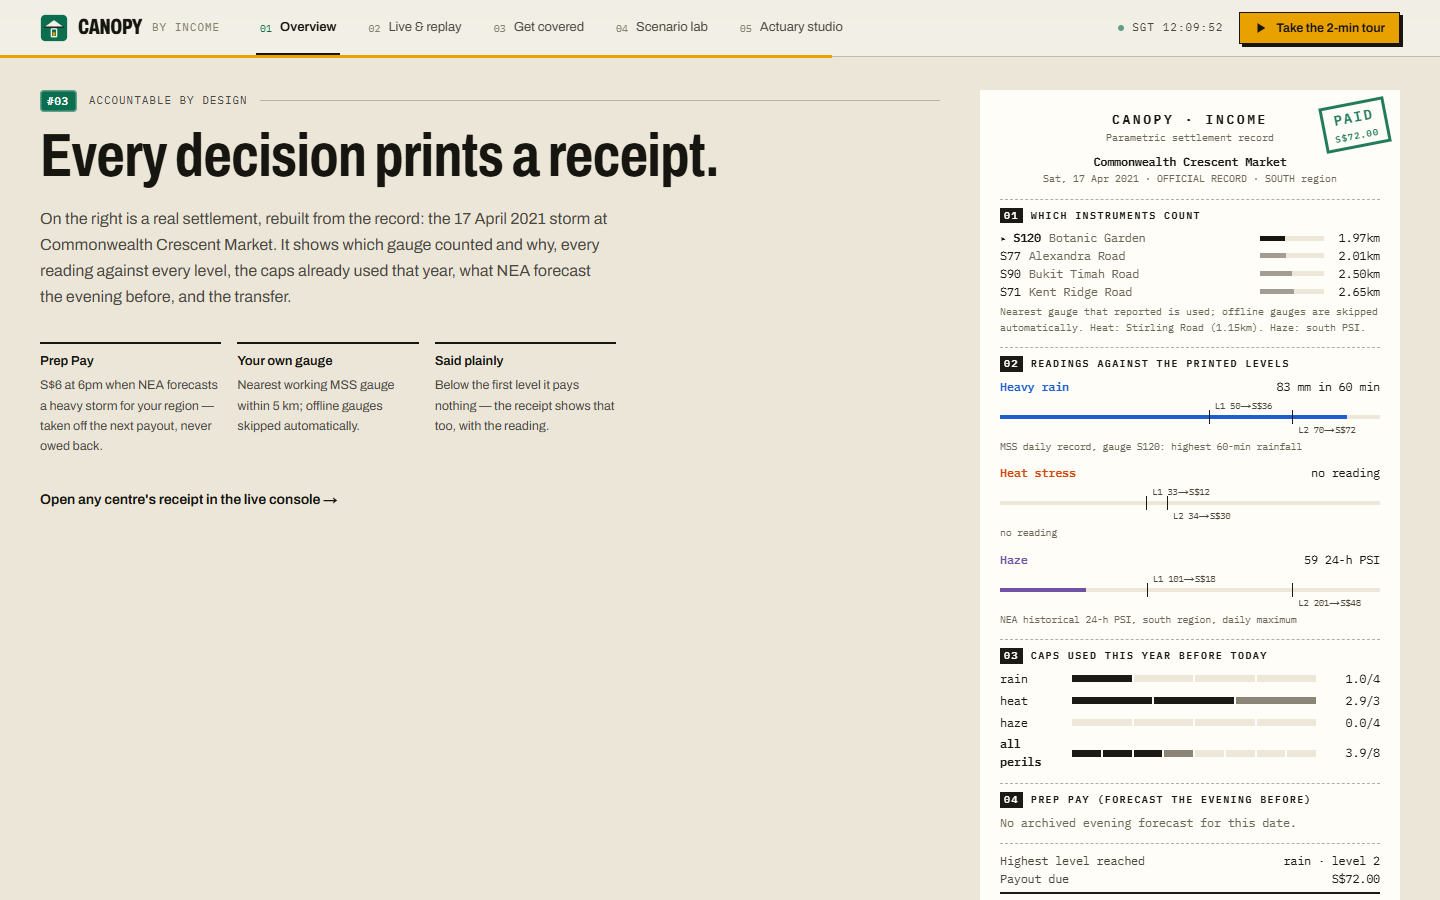 CANOPY BY INCOME
01 Overview
02 Live & replay
03 Get covered
04 Scenario lab
05 Actuary studio
SGT 12:09:52
Take the 2-min tour
#03 ACCOUNTABLE BY DESIGN
Every decision prints a receipt.
On the right is a real settlement, rebuilt from the record: the 17 April 2021 storm at
Commonwealth Crescent Market. It shows which gauge counted and why, every
reading against every level, the caps already used that year, what NEA forecast
the evening before, and the transfer.
Prep Pay
S$6 at 6pm when NEA forecasts
a heavy storm for your region —
taken off the next payout, never
owed back.
Your own gauge
Nearest working MSS gauge
within 5 km; offline gauges
skipped automatically.
Said plainly
Below the first level it pays
nothing — the receipt shows that
too, with the reading.
Open any centre's receipt in the live console →
CANOPY · INCOME
Parametric settlement record
PAID
S$72.00
Commonwealth Crescent Market
Sat, 17 Apr 2021 · OFFICIAL RECORD · SOUTH region
01 WHICH INSTRUMENTS COUNT
▸ S120 Botanic Garden 1.97km
S77 Alexandra Road 2.01km
S90 Bukit Timah Road 2.50km
S71 Kent Ridge Road 2.65km
Nearest gauge that reported is used; offline gauges are skipped
automatically. Heat: Stirling Road (1.15km). Haze: south PSI.
02 READINGS AGAINST THE PRINTED LEVELS
Heavy rain 83 mm in 60 min
L1 50→S$36
L2 70→S$72
MSS daily record, gauge S120: highest 60-min rainfall
Heat stress no reading
L1 33→S$12
L2 34→S$30
no reading
Haze 59 24-h PSI
L1 101→S$18
L2 201→S$48
NEA historical 24-h PSI, south region, daily maximum
03 CAPS USED THIS YEAR BEFORE TODAY
rain 1.0/4
heat 2.9/3
haze 0.0/4
all
perils 3.9/8
04 PREP PAY (FORECAST THE EVENING BEFORE)
No archived evening forecast for this date.
Highest level reached rain · level 2
Payout due S$72.00